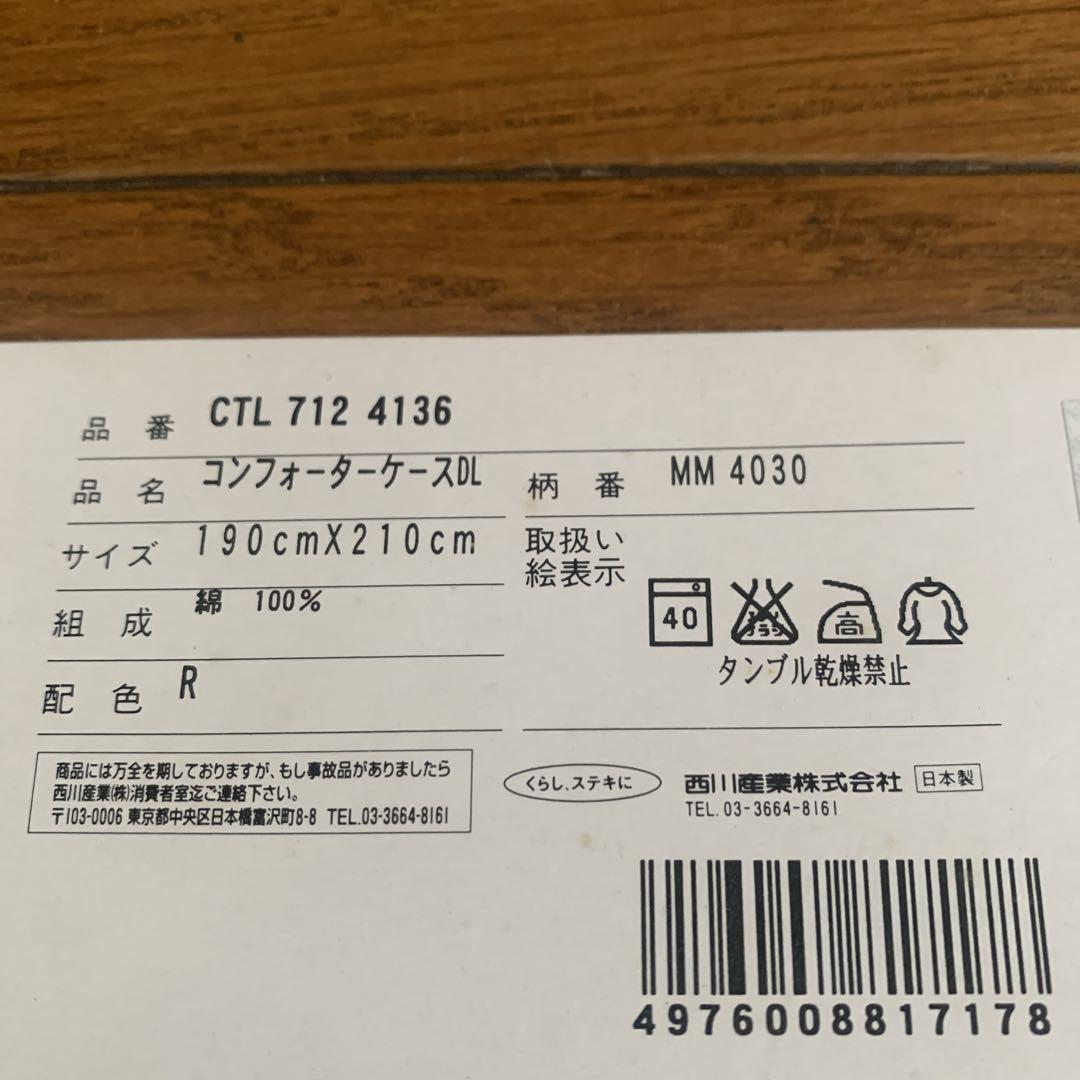 品番 CTL 712 4136
品名 コンフォーターケースDL
柄番 MM 4030
サイズ 190cmX210cm
組成 綿 100%
配色 R
取扱い
絵表示
40
エンソ
サラシ
高
タンブル乾燥禁止
商品には万全を期しておりますが、もし事故品がありましたら
西川産業(株)消費者室迄ご連絡下さい。
〒103-0006 東京都中央区日本橋富沢町8-8 TEL.03-3664-8161
くらし、ステキに
西川産業株式会社 日本製
TEL. 03-3664-8161
4976008817178